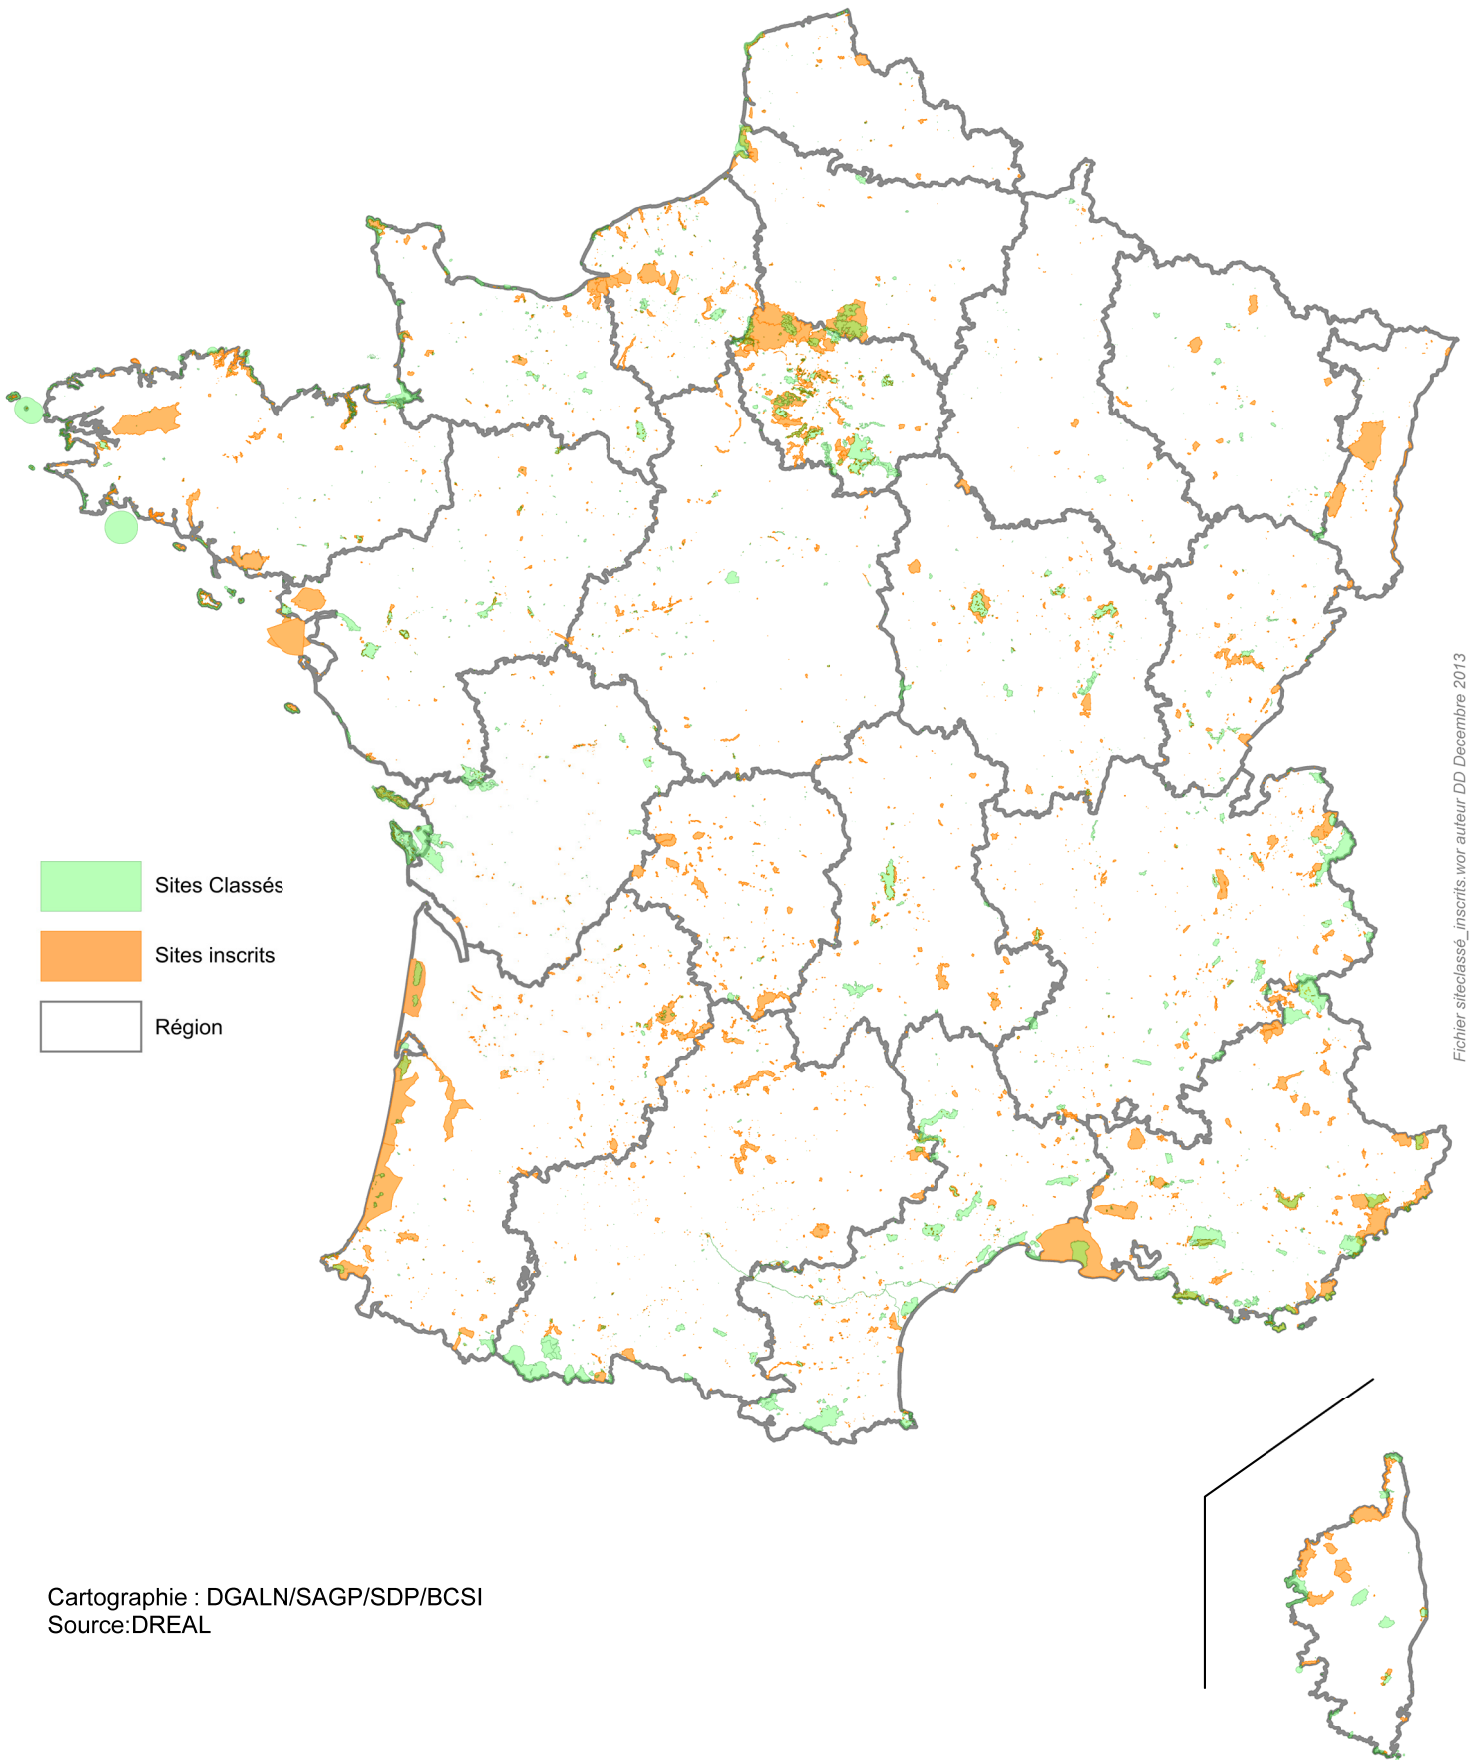 Sites Classés
Sites inscrits
Région
Fichier siteclassé_inscrits.wor auteur DD Decembre 2013
Cartographie : DGALN/SAGP/SDP/BCSI
Source:DREAL